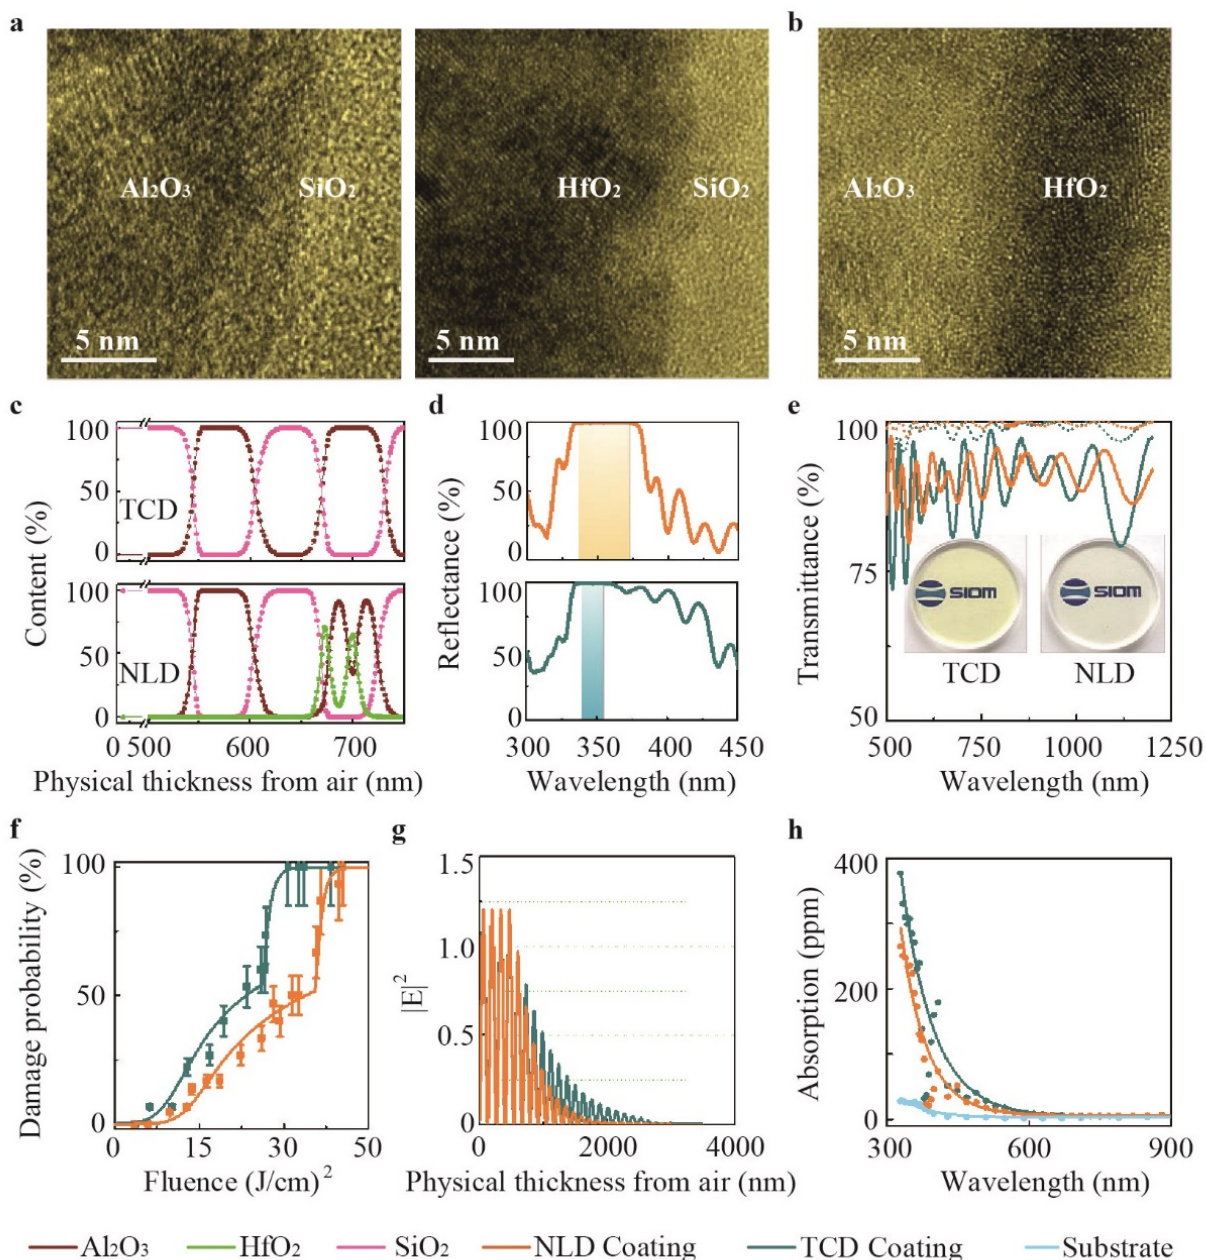 a
b
Al₂O₃
SiO₂
HfO₂
SiO₂
Al₂O₃
HfO₂
5 nm
5 nm
5 nm
c
d
e
100
50
0
TCD
100
50
0
NLD
0 500
600
700
Content (%)
Physical thickness from air (nm)
100
50
0
100
50
0
300
350
400
450
Reflectance (%)
Wavelength (nm)
100
75
50
SIOM
SIOM
TCD
NLD
500
750
1000
1250
Transmittance (%)
Wavelength (nm)
f
g
h
100
50
0
0
15
30
50
Damage probability (%)
Fluence (J/cm)²
1.5
1.0
0.5
0
0
2000
4000
|E|²
Physical thickness from air (nm)
400
200
0
300
600
900
Absorption (ppm)
Wavelength (nm)
Al₂O₃
HfO₂
SiO₂
NLD Coating
TCD Coating
Substrate